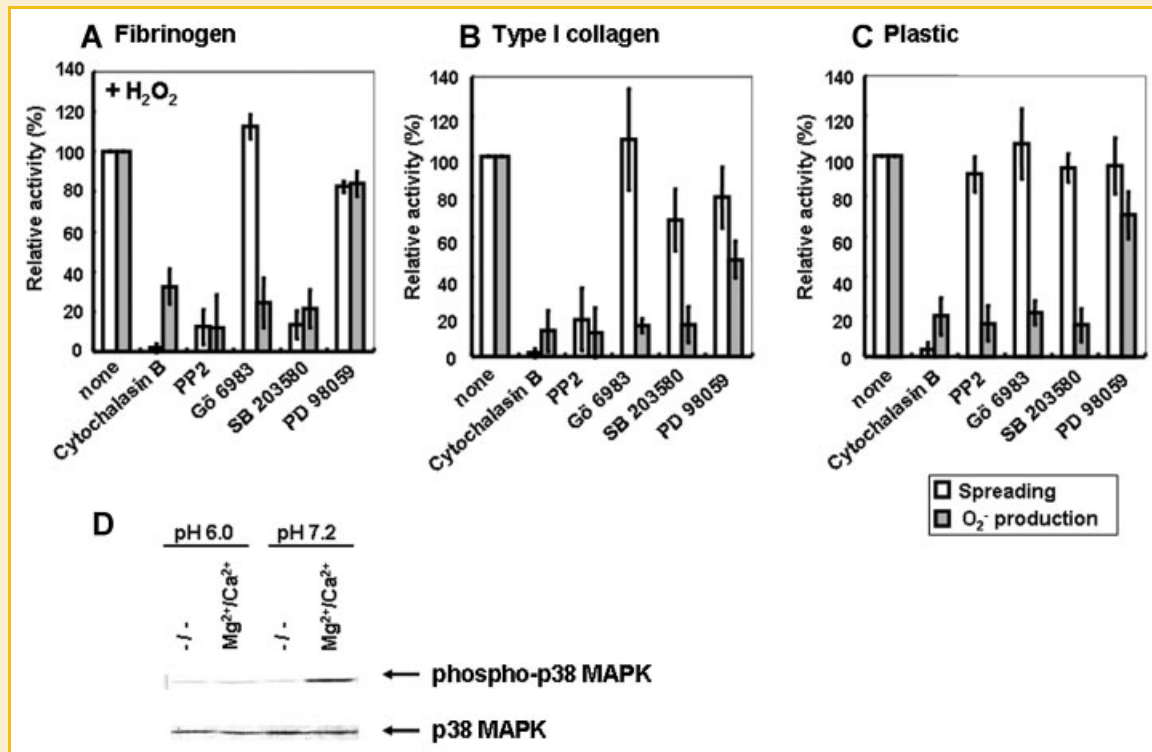 A Fibrinogen
140
120
100
80
60
40
20
0
Relative activity (%)
+ H₂O₂
none
Cytochalasin B
PP2
Gö 6983
SB 203580
PD 98059
B Type I collagen
140
120
100
80
60
40
20
0
Relative activity (%)
none
Cytochalasin B
PP2
Gö 6983
SB 203580
PD 98059
C Plastic
140
120
100
80
60
40
20
0
Relative activity (%)
none
Cytochalasin B
PP2
Gö 6983
SB 203580
PD 98059
Spreading
O₂⁻ production
D
pH 6.0 pH 7.2
-/- Mg²⁺/Ca²⁺ -/- Mg²⁺/Ca²⁺
phospho-p38 MAPK
p38 MAPK